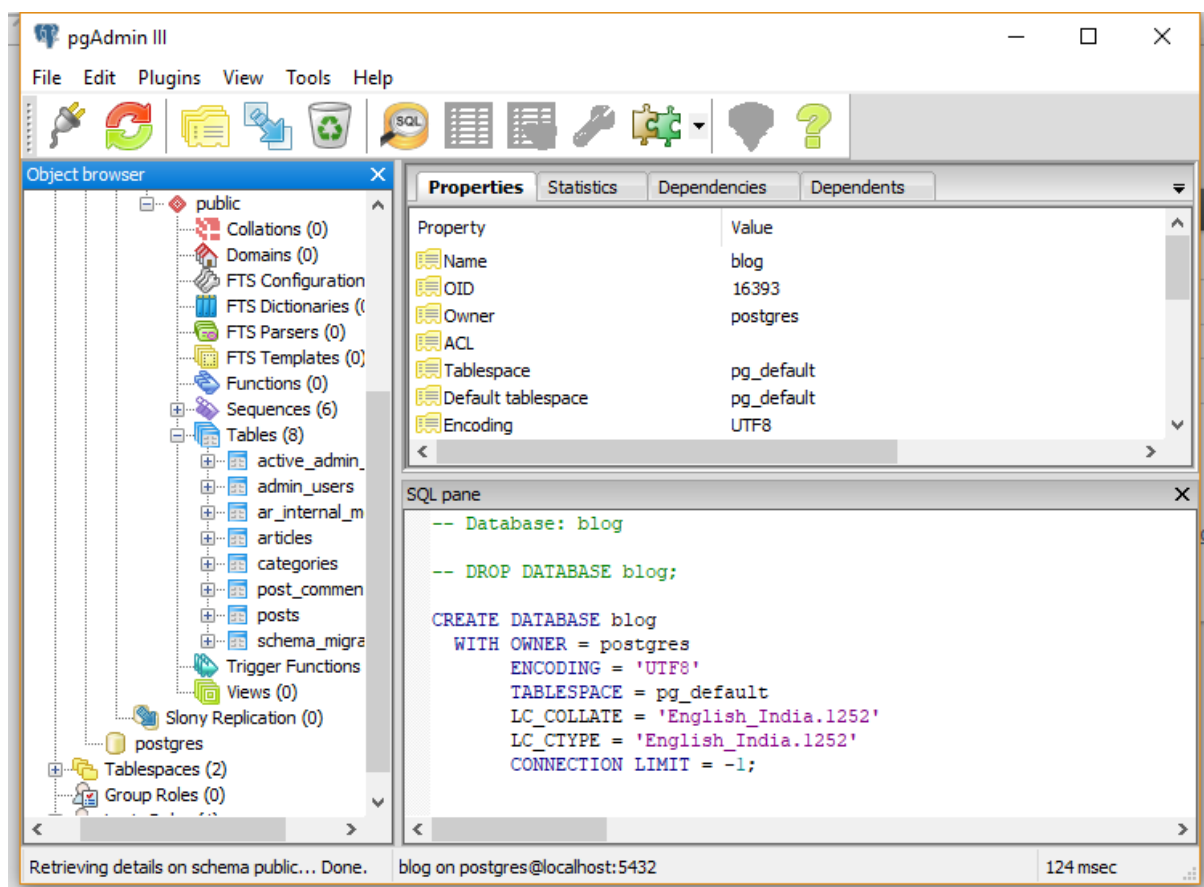 pgAdmin III
File Edit Plugins View Tools Help
SQL
Object browser
public
Collations (0)
Domains (0)
FTS Configuration
FTS Dictionaries (
FTS Parsers (0)
FTS Templates (0)
Functions (0)
Sequences (6)
Tables (8)
active_admin_
admin_users
ar_internal_m
articles
categories
post_commen
posts
schema_migra
Trigger Functions
Views (0)
Slony Replication (0)
postgres
Tablespaces (2)
Group Roles (0)
Properties Statistics Dependencies Dependents
Property Value
Name blog
OID 16393
Owner postgres
ACL
Tablespace pg_default
Default tablespace pg_default
Encoding UTF8
SQL pane
-- Database: blog
-- DROP DATABASE blog;
CREATE DATABASE blog
WITH OWNER = postgres
ENCODING = 'UTF8'
TABLESPACE = pg_default
LC_COLLATE = 'English_India.1252'
LC_CTYPE = 'English_India.1252'
CONNECTION LIMIT = -1;
Retrieving details on schema public... Done. blog on postgres@localhost:5432 124 msec